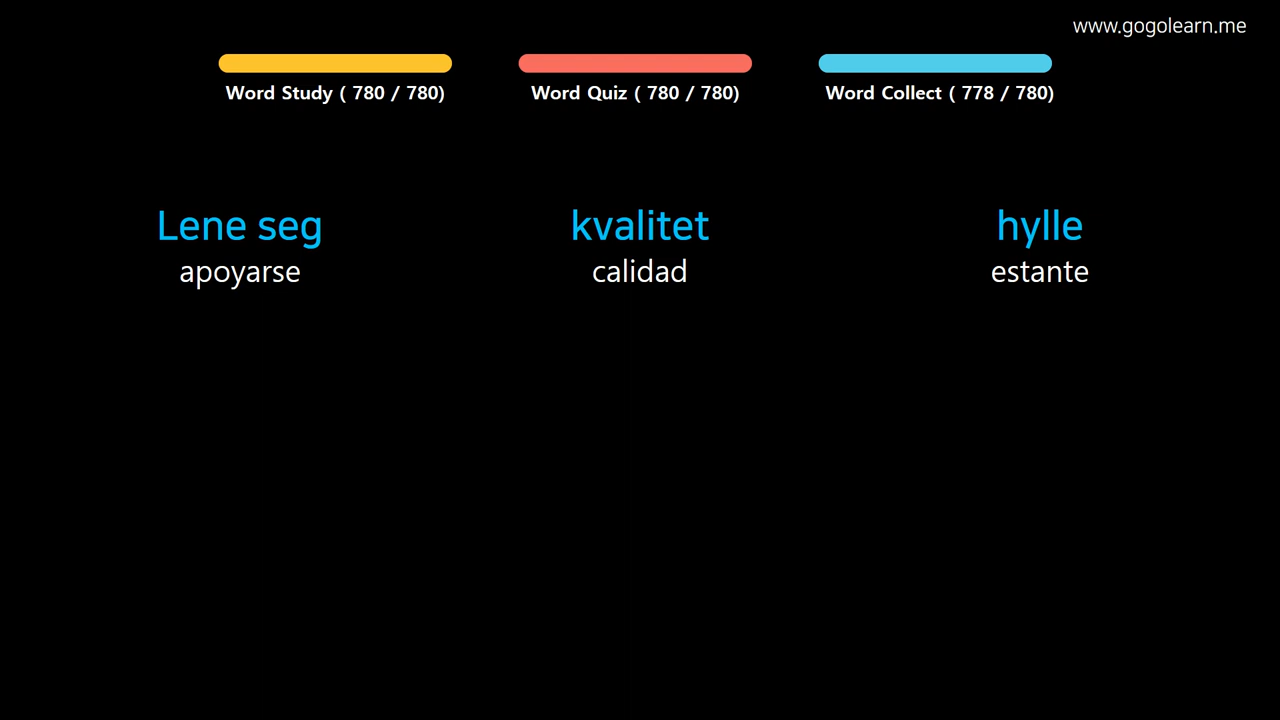 www.gogolearn.me
Word Study ( 780 / 780)
Word Quiz ( 780 / 780)
Word Collect ( 778 / 780)
Lene seg
apoyarse
kvalitet
calidad
hylle
estante